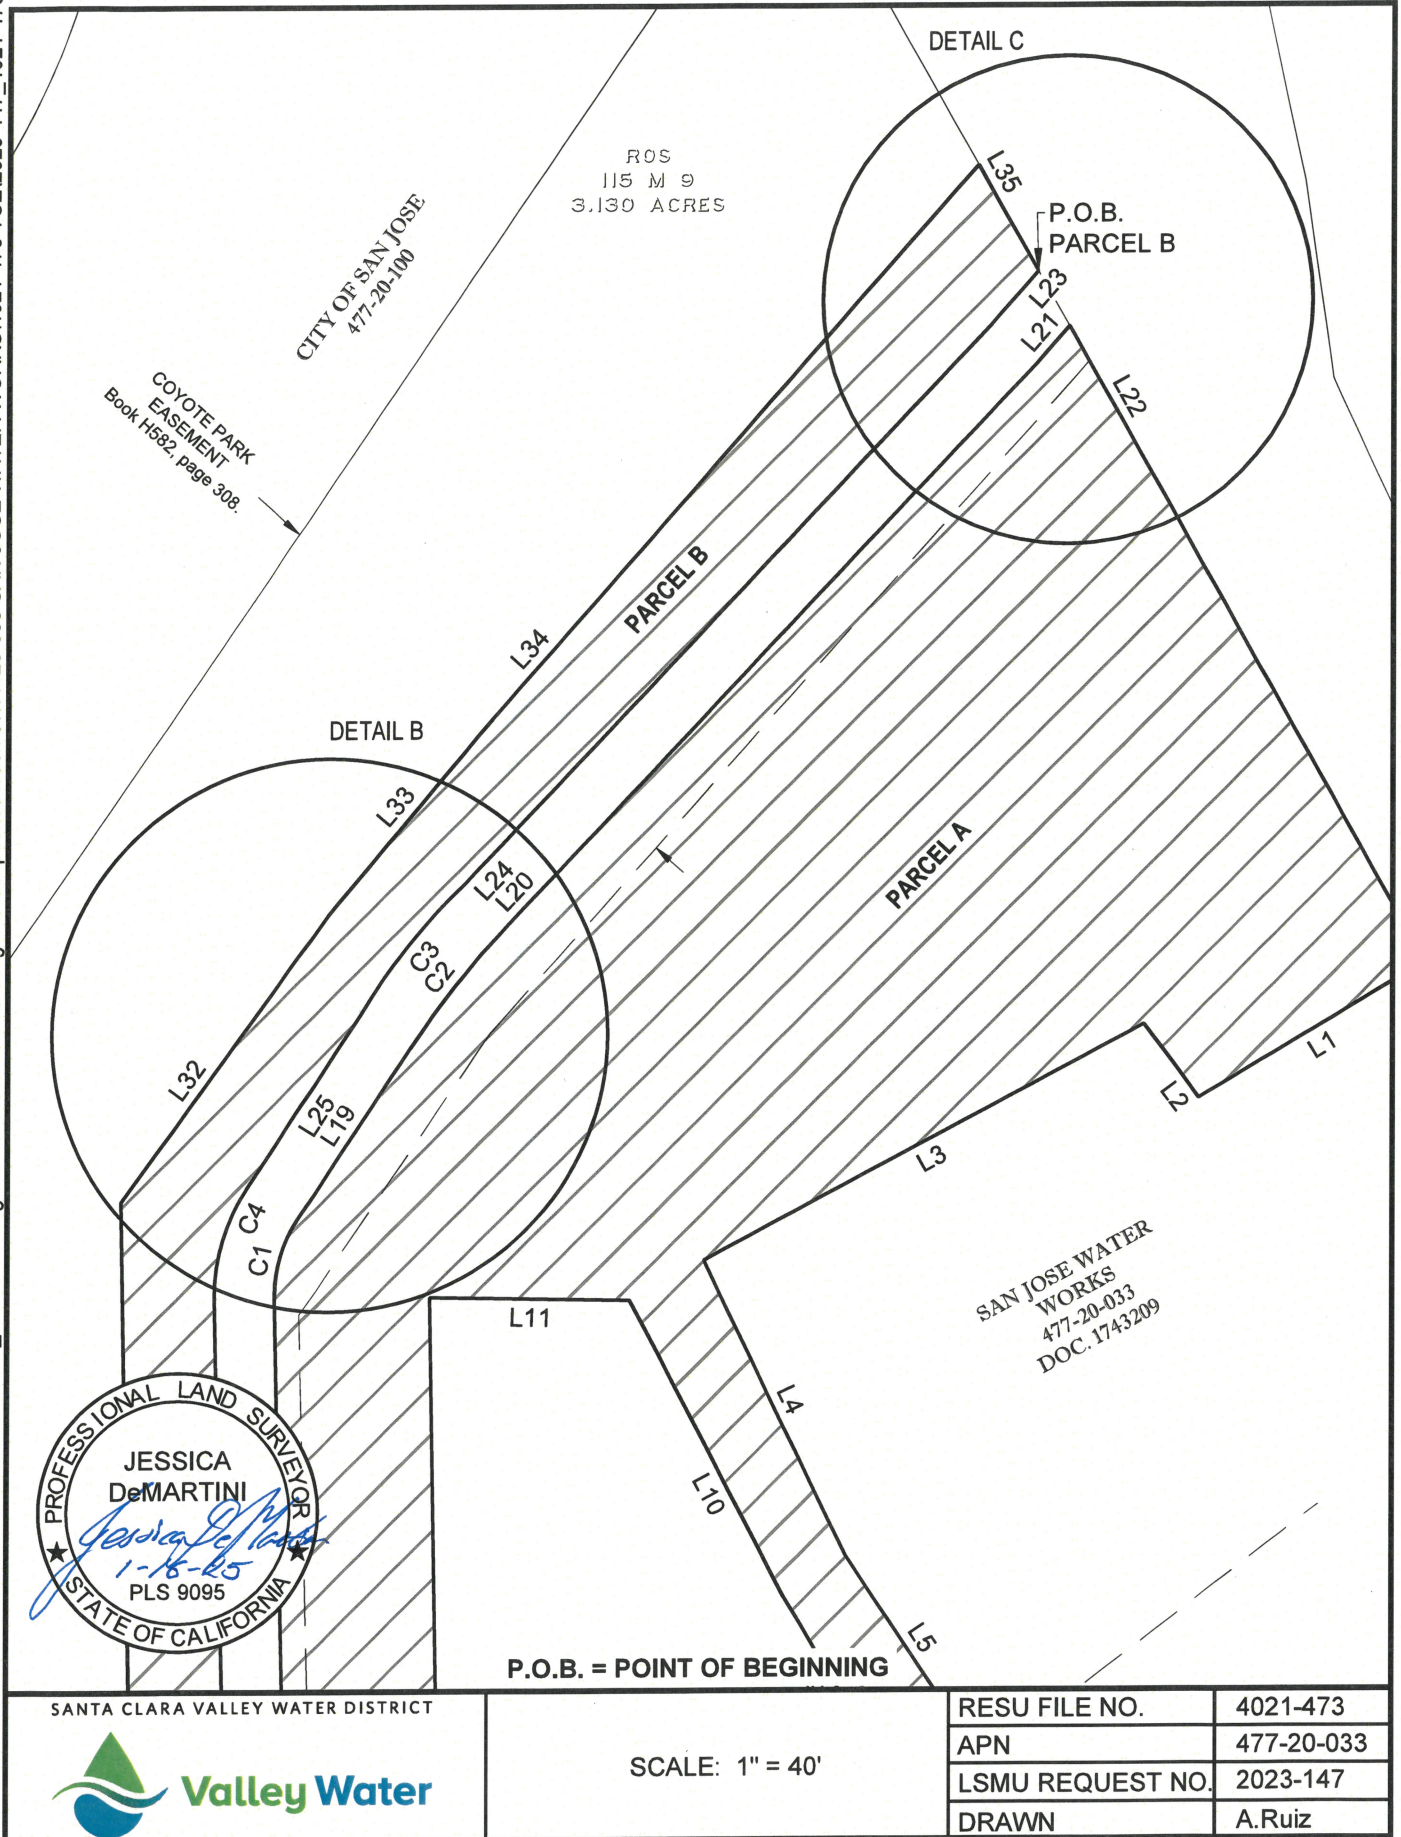 DETAIL C
ROS
115 M 9
3.130 ACRES
L35
P.O.B.
PARCEL B
CITY OF SAN JOSE
477-20-100
L23
L21
L22
COYOTE PARK
EASEMENT
Book H582, page 308.
PARCEL B
L34
DETAIL B
L33
PARCEL A
L24
L20
C3
C2
L1
L2
L32
L25
L19
L3
C4
C1
SAN JOSE WATER
WORKS
477-20-033
DOC. 1743209
L11
L4
L10
L5
PROFESSIONAL LAND SURVEYOR
JESSICA
DeMARTINI
Jessica DeMartini
PLS 9095
STATE OF CALIFORNIA
P.O.B. = POINT OF BEGINNING
SANTA CLARA VALLEY WATER DISTRICT
Valley Water
SCALE: 1" = 40'
RESU FILE NO. 4021-473
APN 477-20-033
LSMU REQUEST NO. 2023-147
DRAWN A.Ruiz